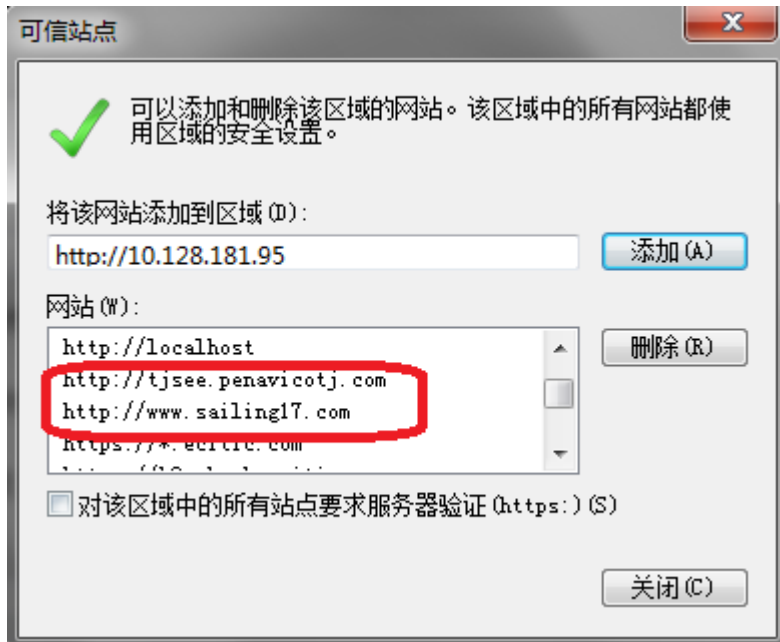 可信站点
可以添加和删除该区域的网站。该区域中的所有网站都使
用区域的安全设置。
将该网站添加到区域(D):
http://10.128.181.95
添加(A)
网站(W):
http://localhost
删除(R)
http://tjsee.penavicotj.com
http://www.sailing17.com
https://*.ecitic.com
对该区域中的所有站点要求服务器验证(https:)(S)
关闭(C)